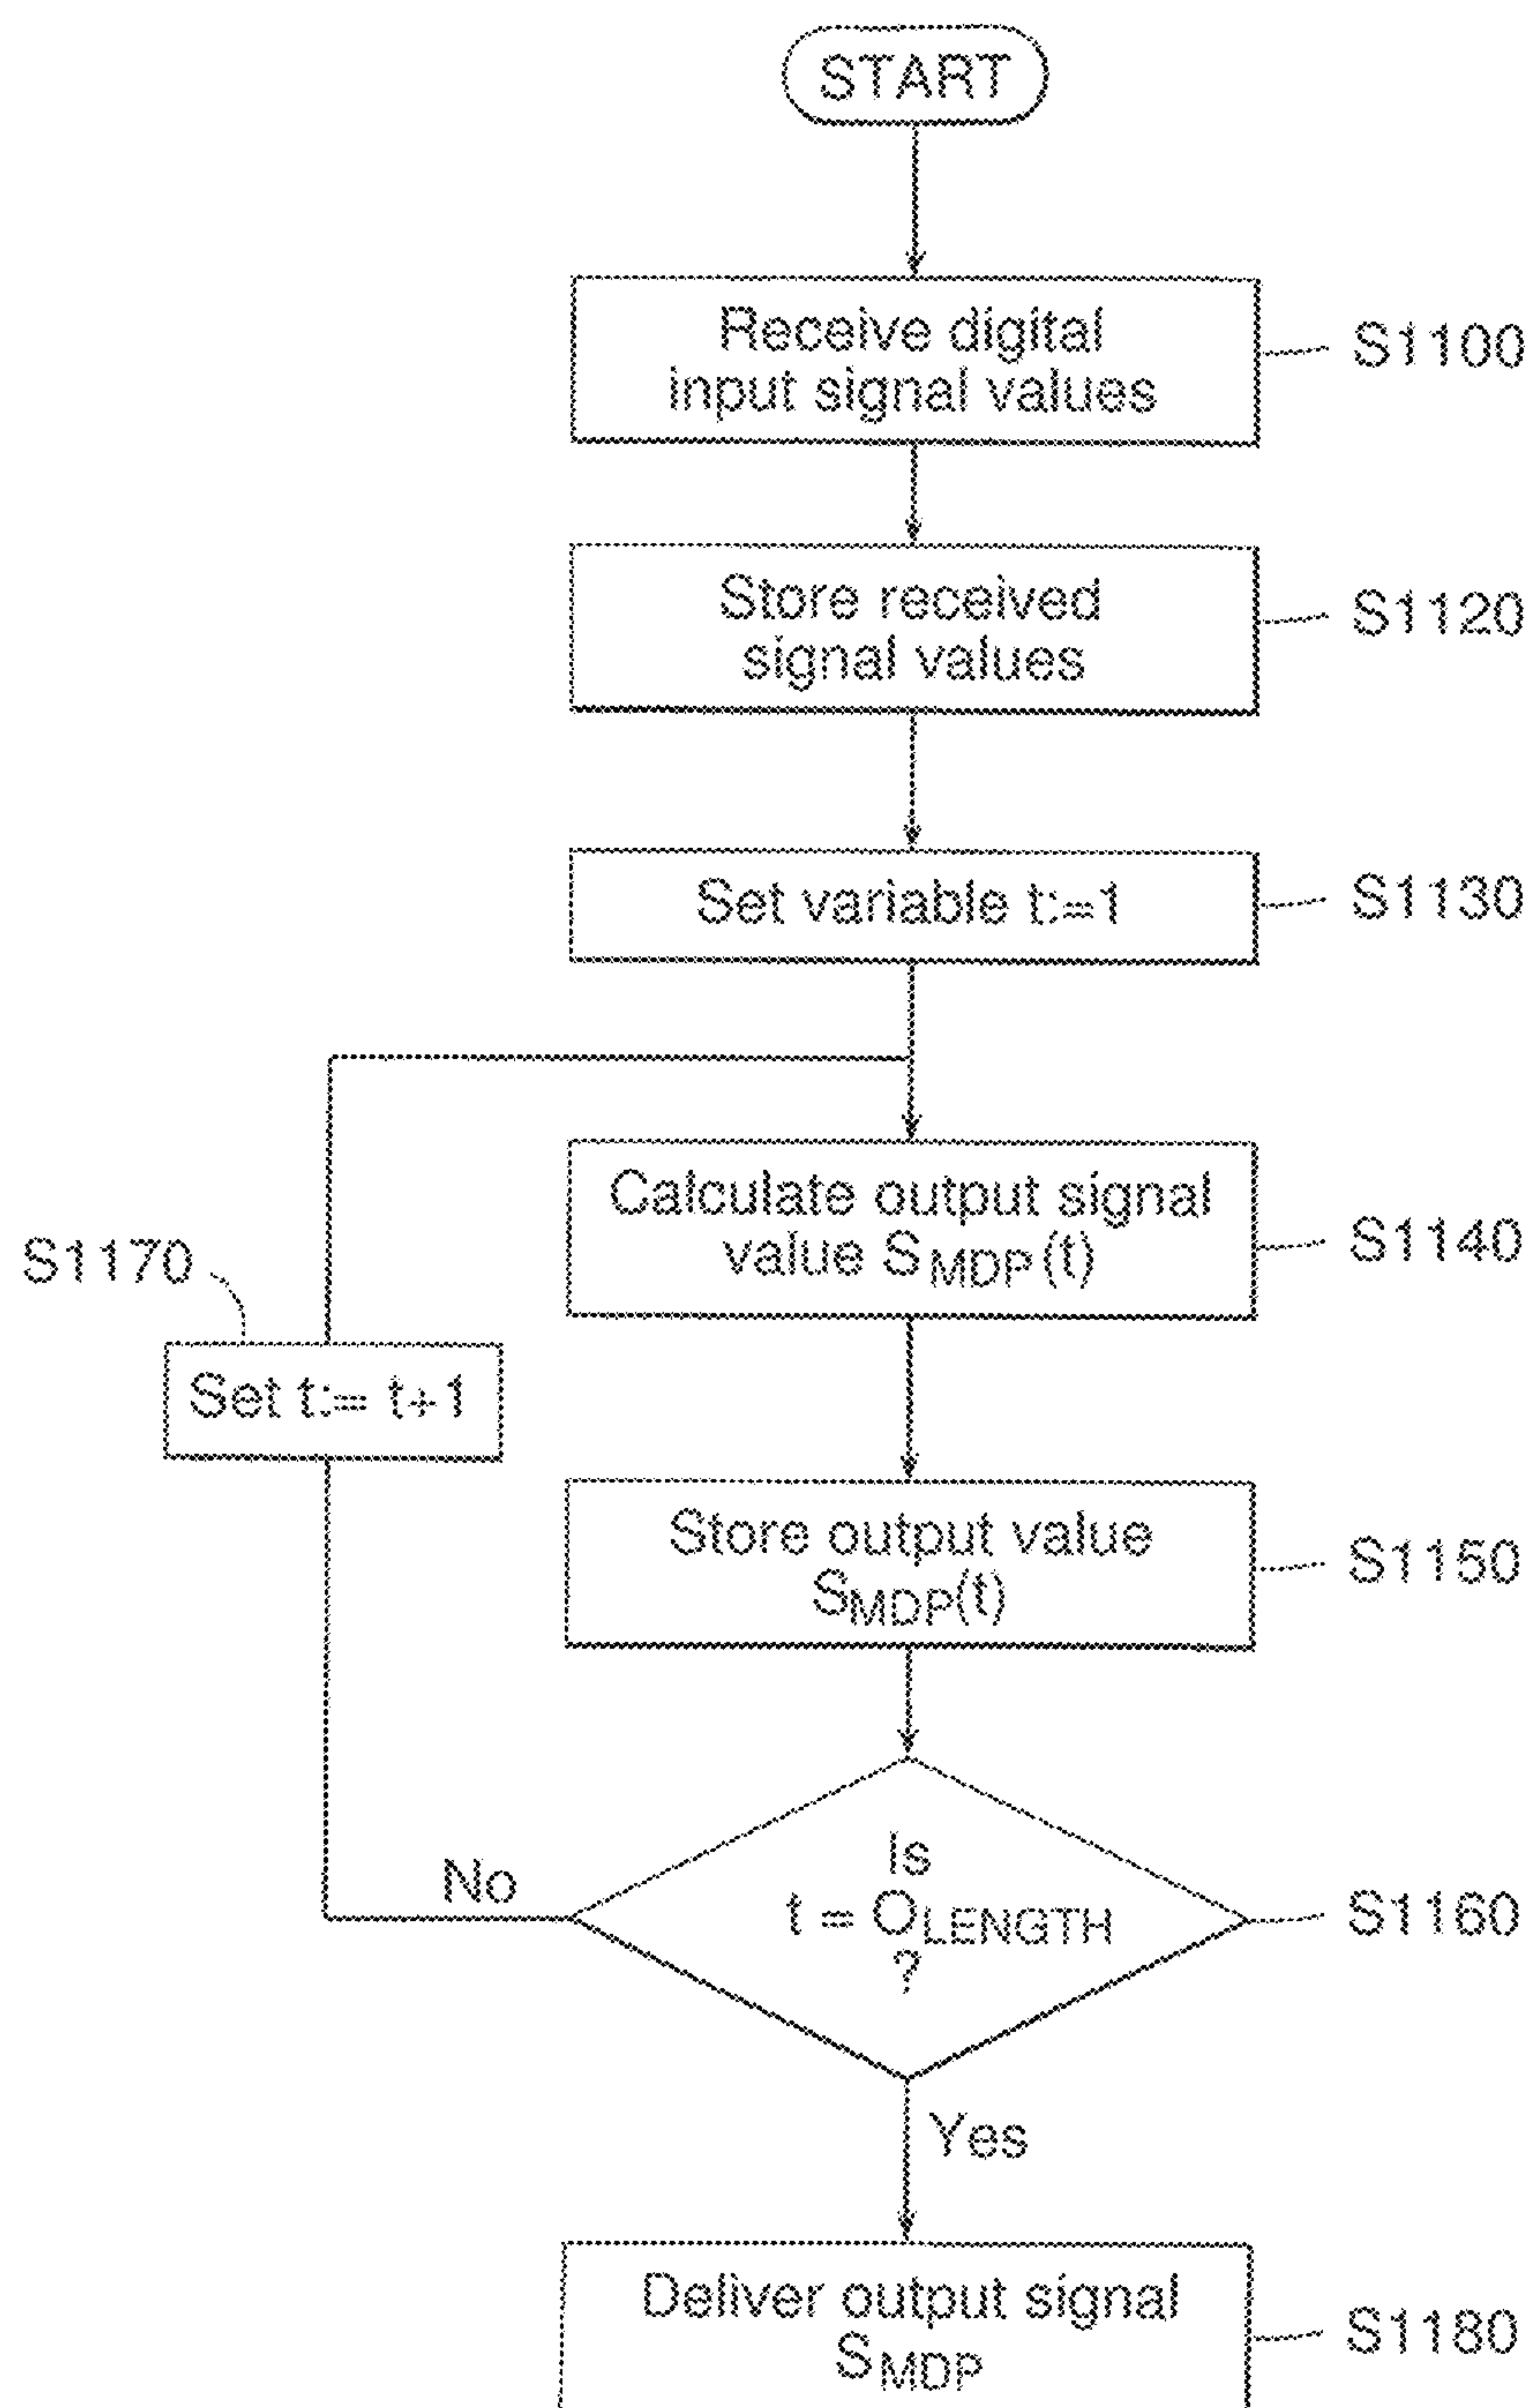 START
Receive digital
input signal values
S1100
Store received
signal values
S1120
Set variable t:=1
S1130
Calculate output signal
value SMDP(t)
S1140
S1170
Set t:= t+1
Store output value
SMDP(t)
S1150
Is
t = OLENGTH
?
S1160
No
Yes
Deliver output signal
SMDP
S1180